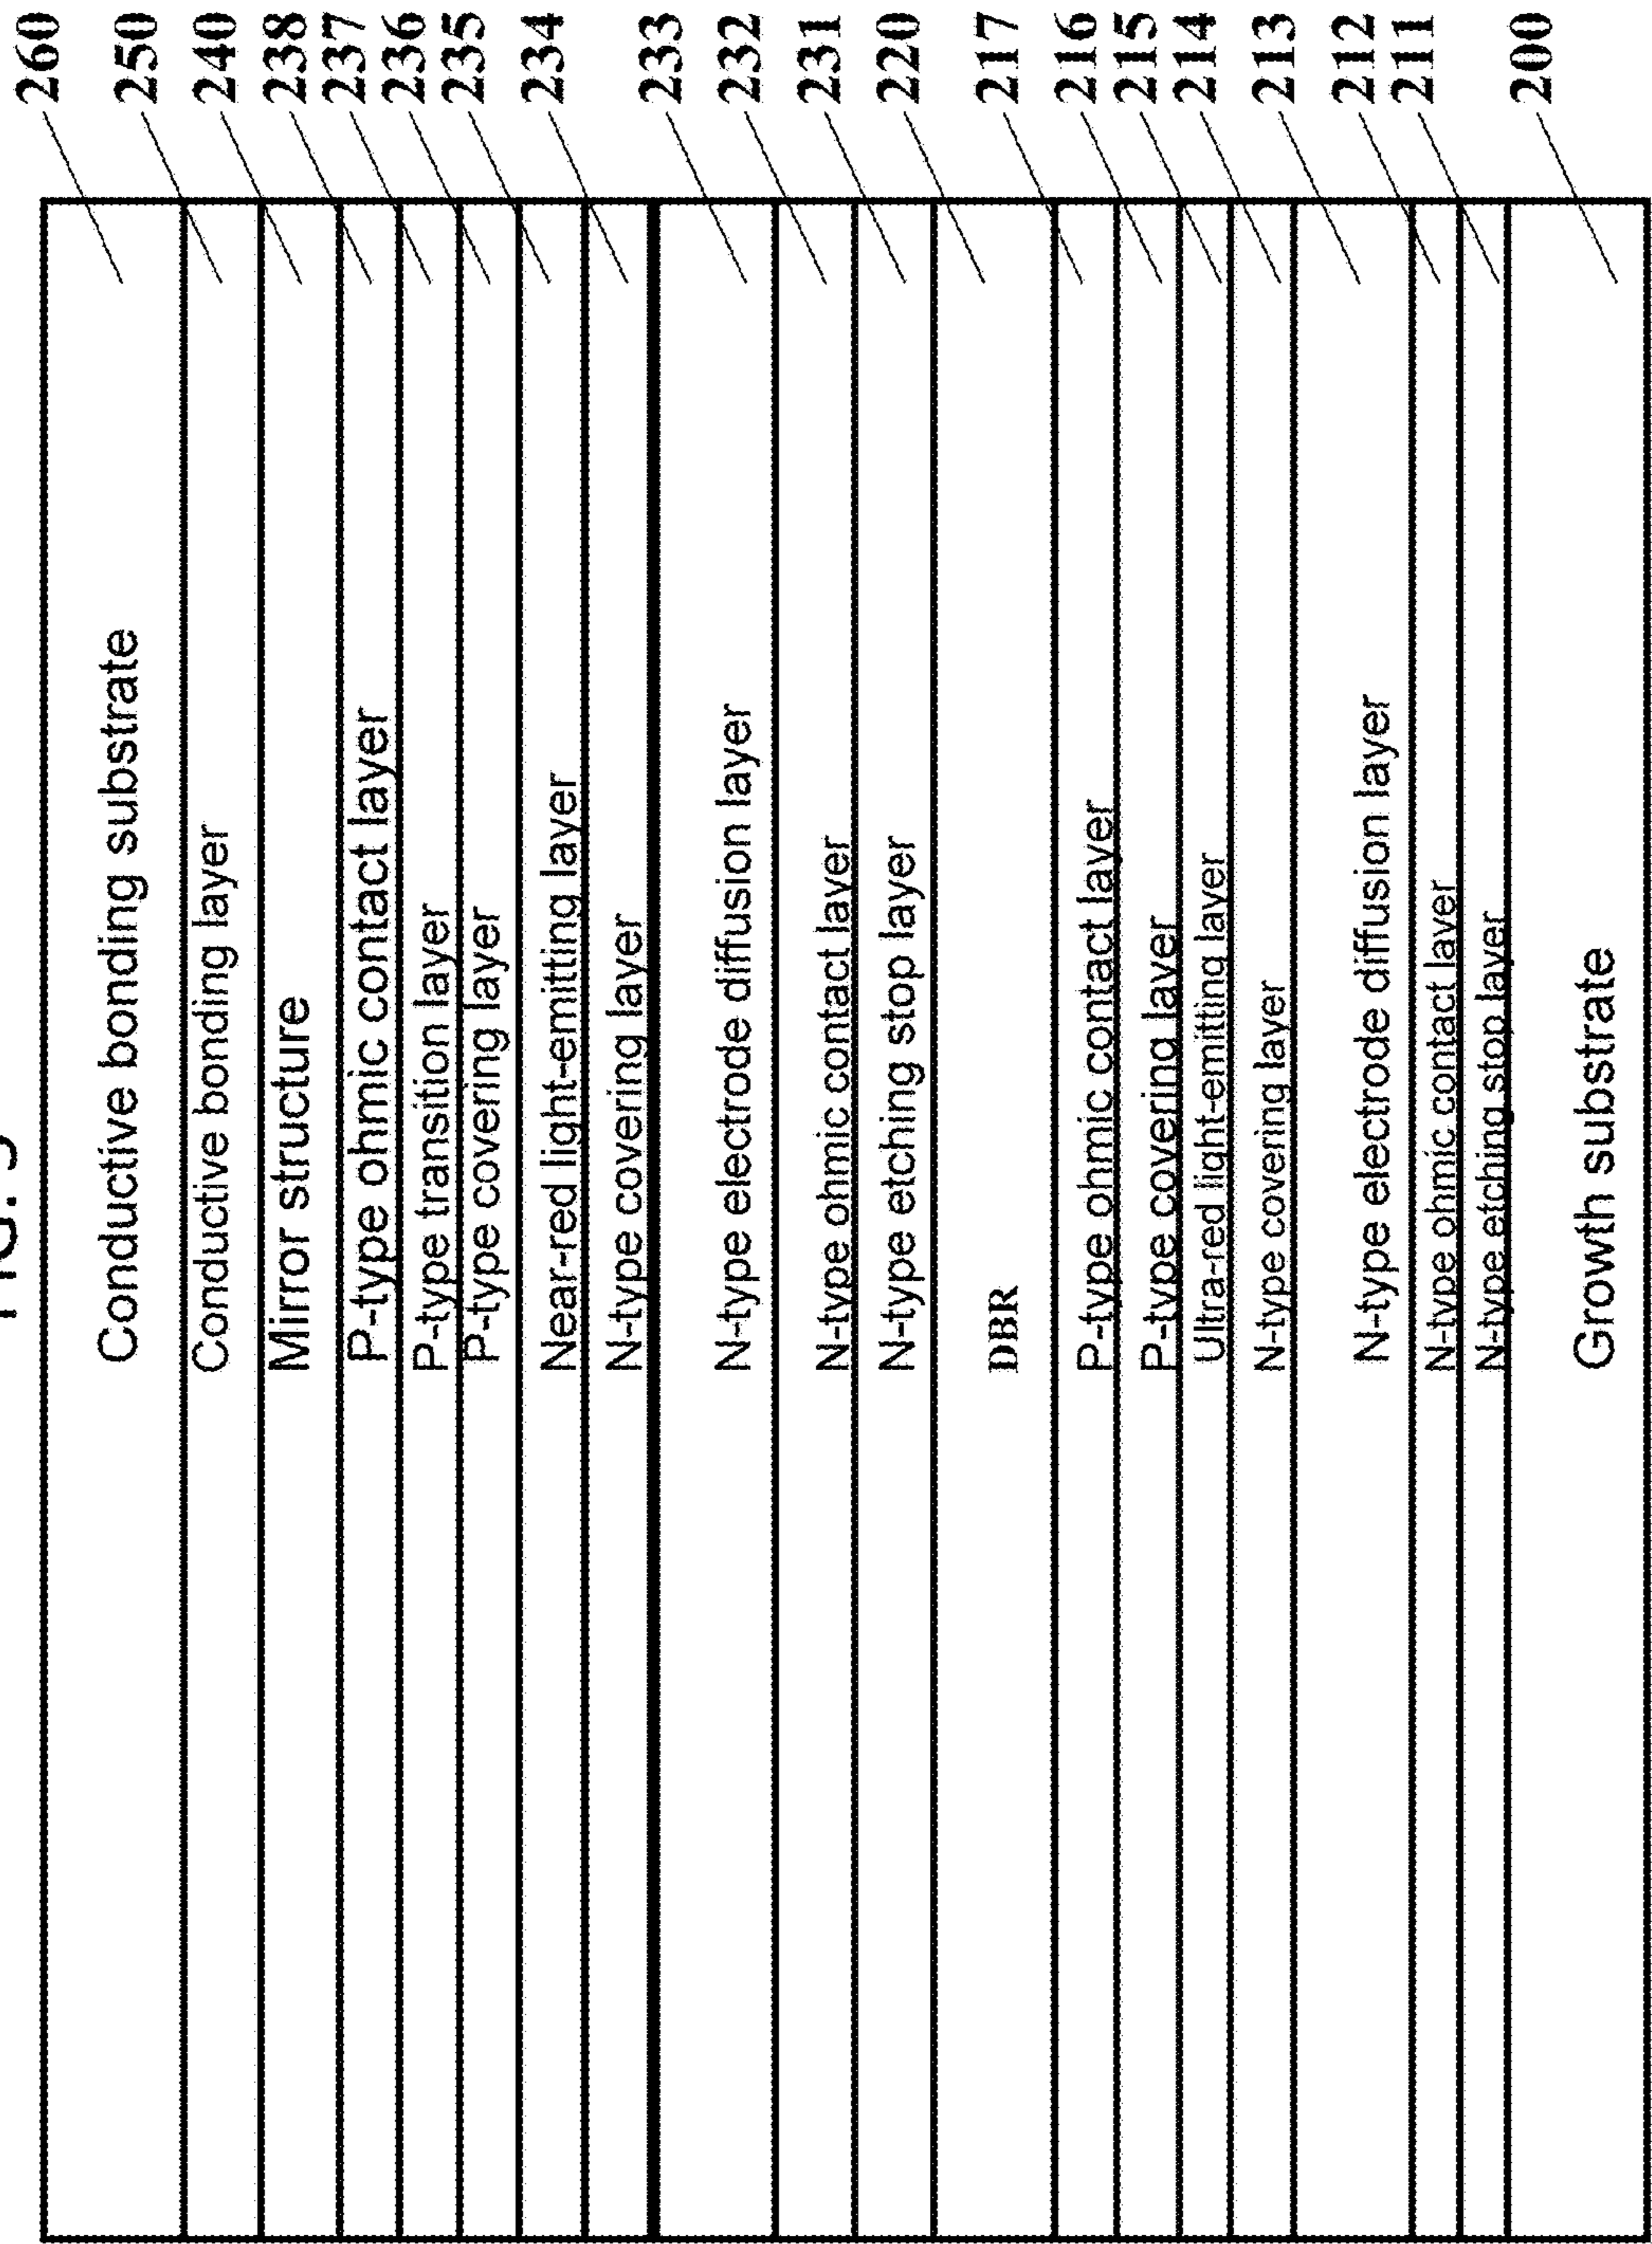 260
250
240
238
237
236
235
234
233
232
231
220
217
216
215
214
213
212
211
200
Conductive bonding substrate
Conductive bonding layer
Mirror structure
P-type ohmic contact layer
P-type transition layer
P-type covering layer
Near-red light-emitting layer
N-type covering layer
N-type electrode diffusion layer
N-type ohmic contact layer
N-type etching stop layer
DBR
P-type ohmic contact layer
P-type covering layer
Ultra-red light-emitting layer
N-type covering layer
N-type electrode diffusion layer
N-type ohmic contact layer
N-type etching stop layer
Growth substrate